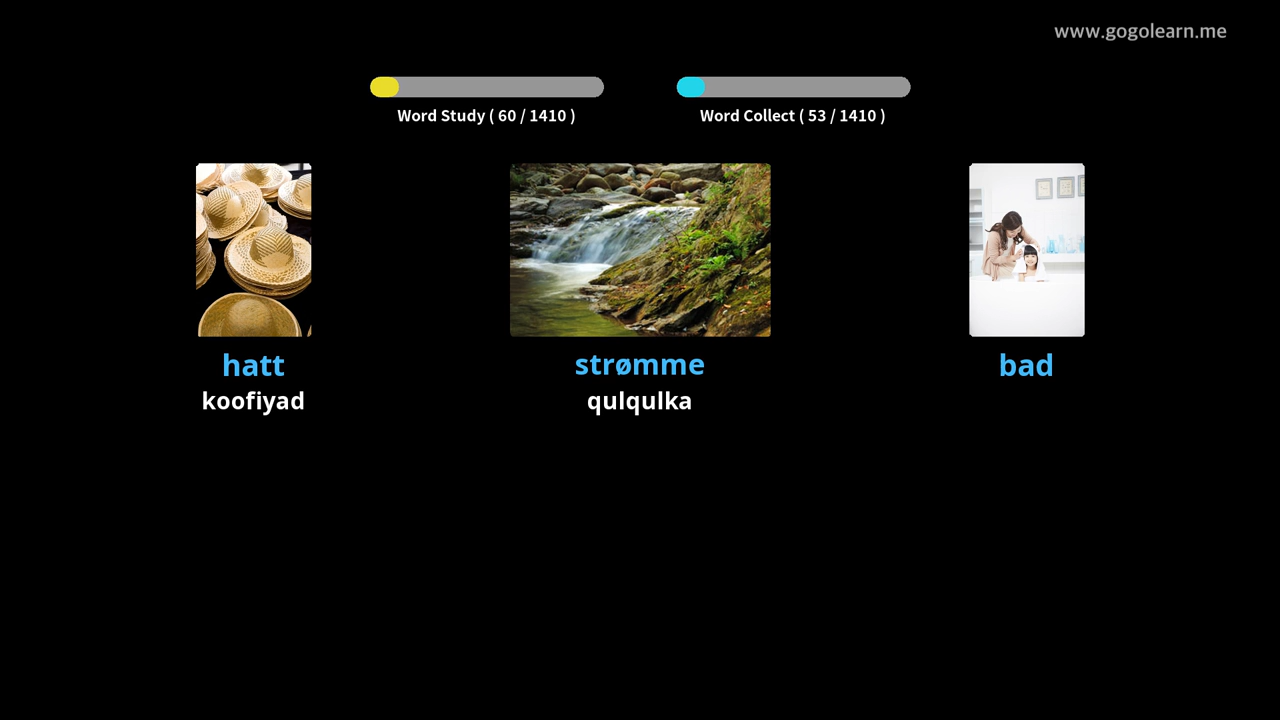 www.gogolearn.me
Word Study ( 60 / 1410 )
Word Collect ( 53 / 1410 )
hatt
koofiyad
strømme
qulqulka
bad